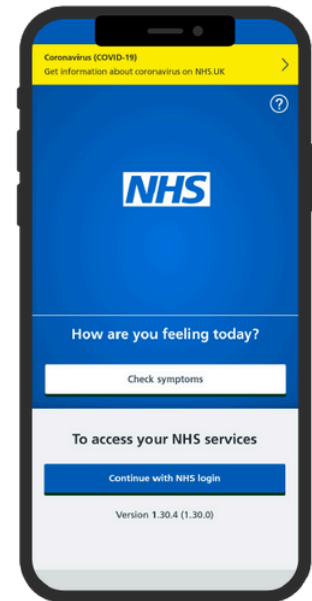 Coronavirus (COVID-19)
Get information about coronavirus on NHS.UK
?
NHS
How are you feeling today?
Check symptoms
To access your NHS services
Continue with NHS login
Version 1.30.4 (1.30.0)